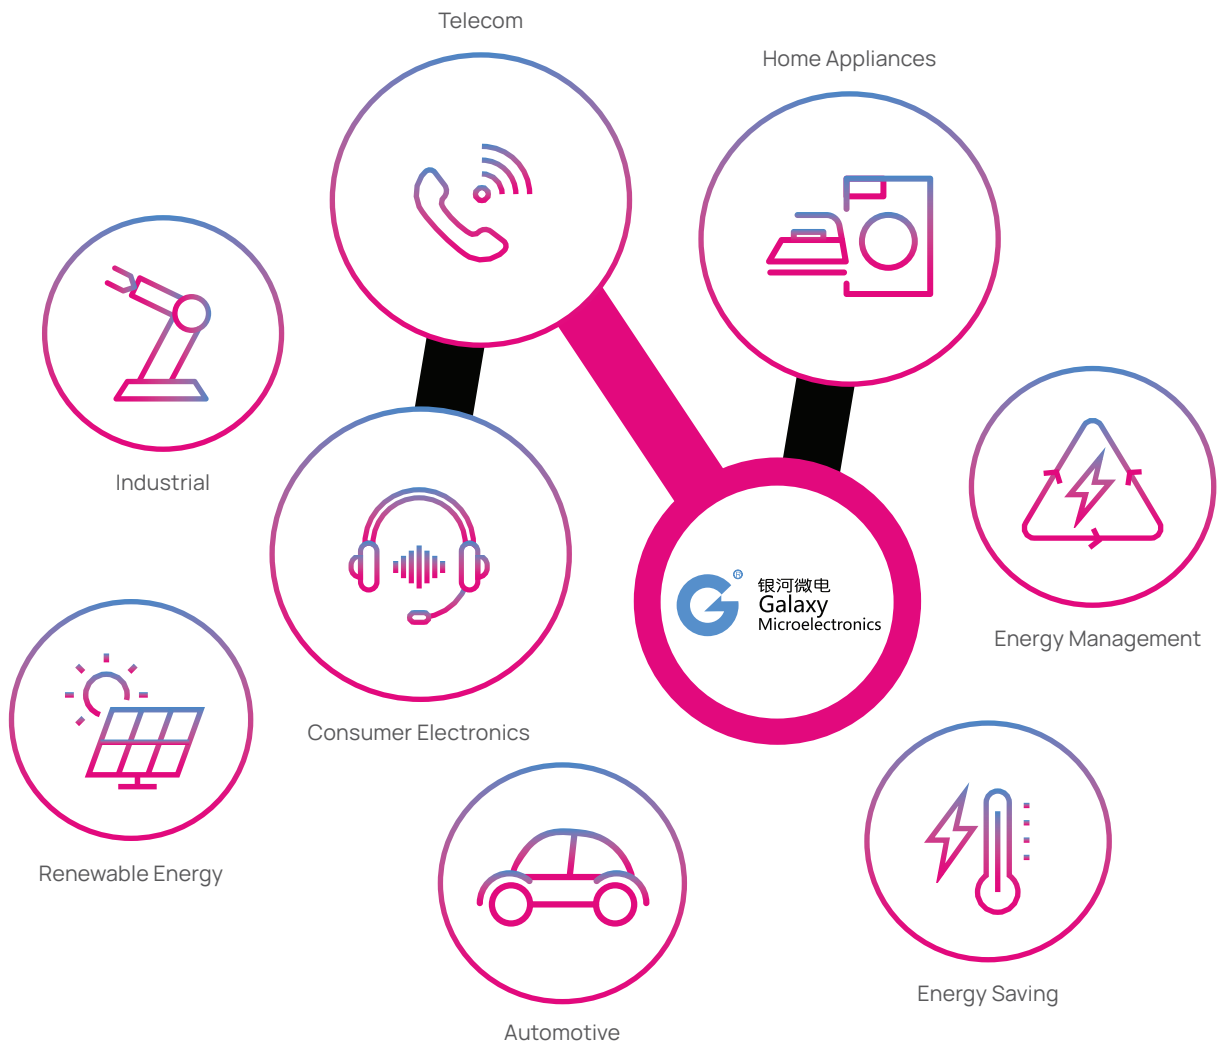 Telecom
Home Appliances
Industrial
®
银河微电
Galaxy
Microelectronics
Energy Management
Consumer Electronics
Renewable Energy
Energy Saving
Automotive